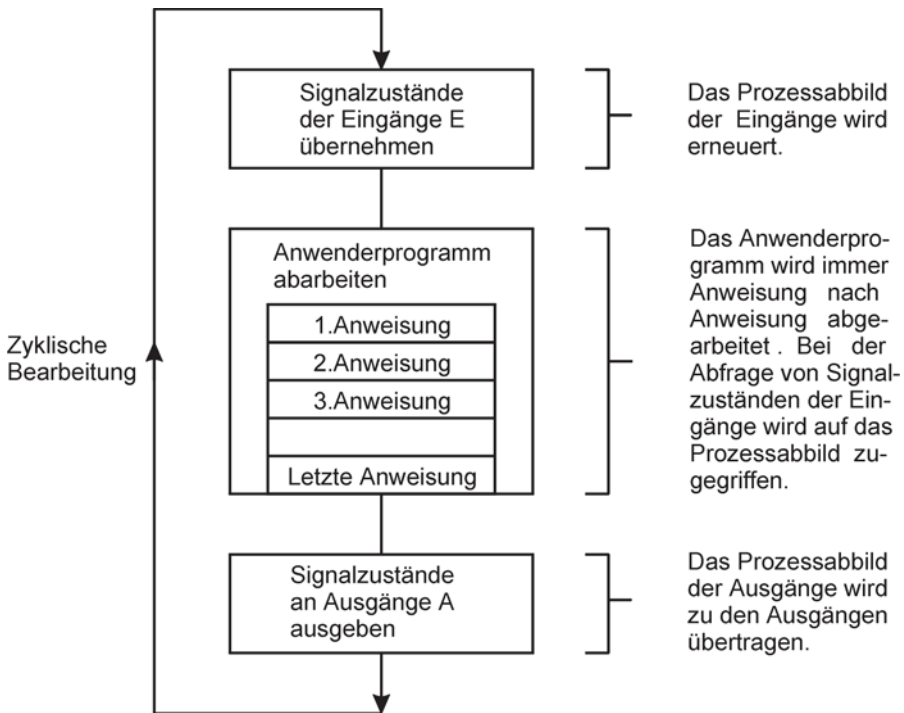 Signalzustände
der Eingänge E
übernehmen
Das Prozessabbild
der Eingänge wird
erneuert.
Anwenderprogramm
abarbeiten
1.Anweisung
2.Anweisung
3.Anweisung
Letzte Anweisung
Das Anwenderpro-
gramm wird immer
Anweisung nach
Anweisung abge-
arbeitet . Bei der
Abfrage von Signal-
zuständen der Ein-
gänge wird auf das
Prozessabbild zu-
gegriffen.
Zyklische
Bearbeitung
Signalzustände
an Ausgänge A
ausgeben
Das Prozessabbild
der Ausgänge wird
zu den Ausgängen
übertragen.